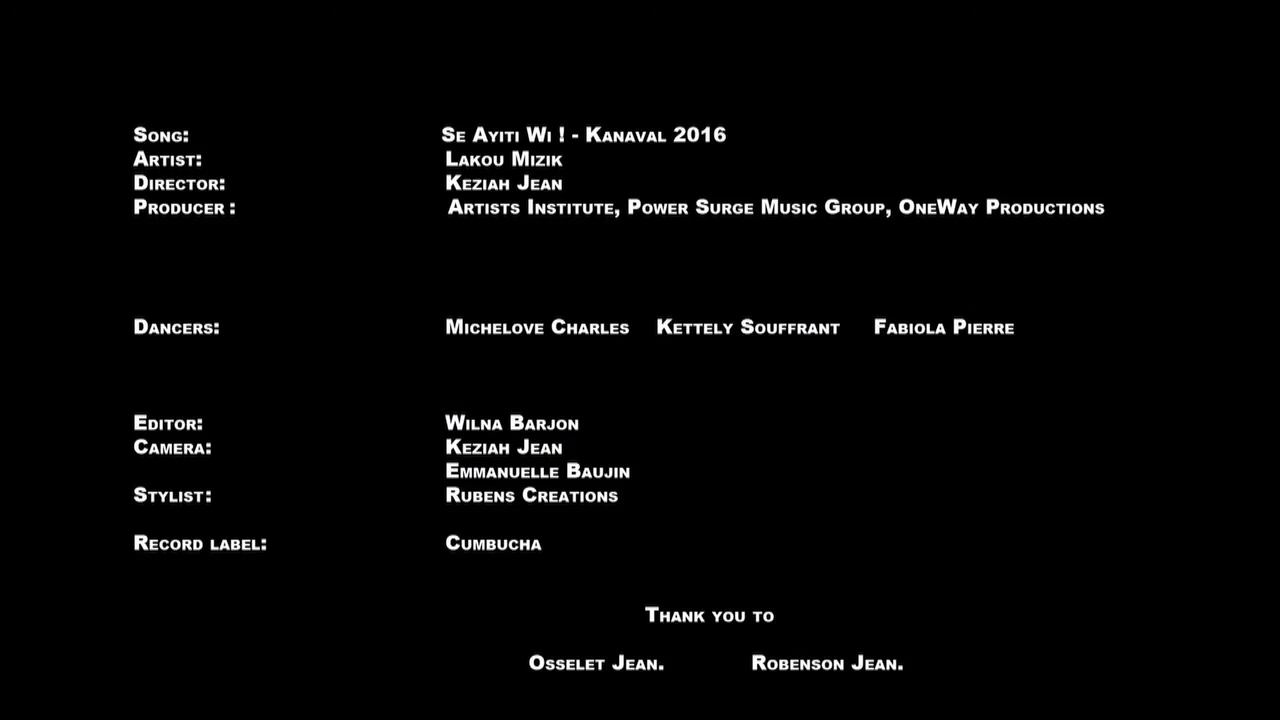 Song: Se Ayiti Wi ! - Kanaval 2016
Artist: Lakou Mizik
Director: Keziah Jean
Producer : Artists Institute, Power Surge Music Group, OneWay Productions
Dancers: Michelove Charles Kettely Souffrant Fabiola Pierre
Editor: Wilna Barjon
Camera: Keziah Jean
Emmanuelle Baujin
Stylist: Rubens Creations
Record label: Cumbucha
Thank you to
Osselet Jean. Robenson Jean.